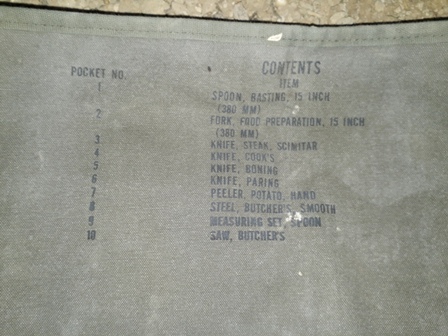 CONTENTS
POCKET NO. ITEM
1 SPOON, BASTING, 15 INCH
(380 MM)
2 FORK, FOOD PREPARATION, 15 INCH
(380 MM)
3 KNIFE, STEAK, SCIMITAR
4 KNIFE, COOK'S
5 KNIFE, BONING
6 KNIFE, PARING
7 PEELER, POTATO, HAND
8 STEEL, BUTCHER'S, SMOOTH
9 MEASURING SET, SPOON
10 SAW, BUTCHER'S